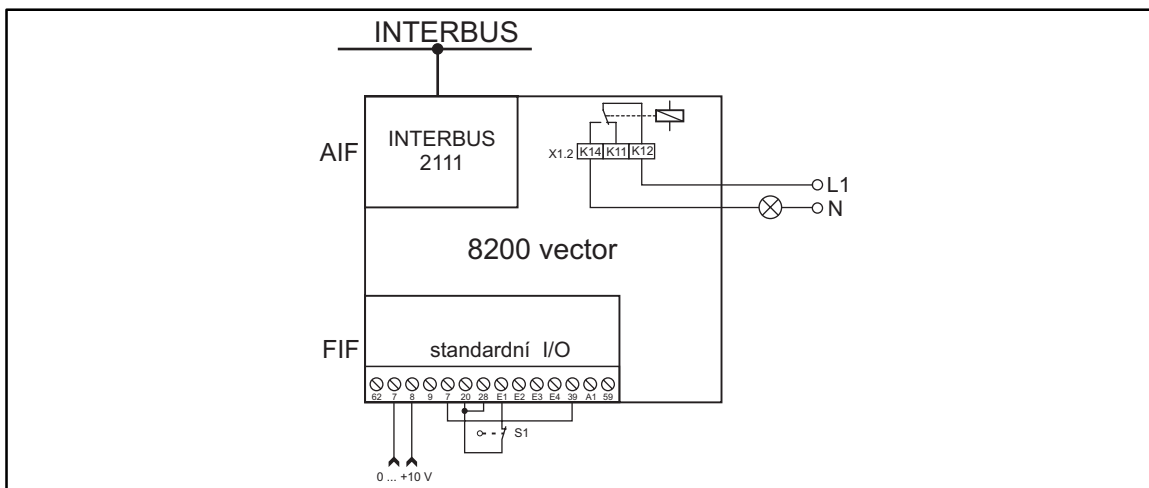 INTERBUS
AIF
INTERBUS
2111
X1.2 K14 K11 K12
L1
N
8200 vector
FIF
standardní I/O
62 7 8 9 7 20 28 E1 E2 E3 E4 39 A1 59
S1
0 ... +10 V